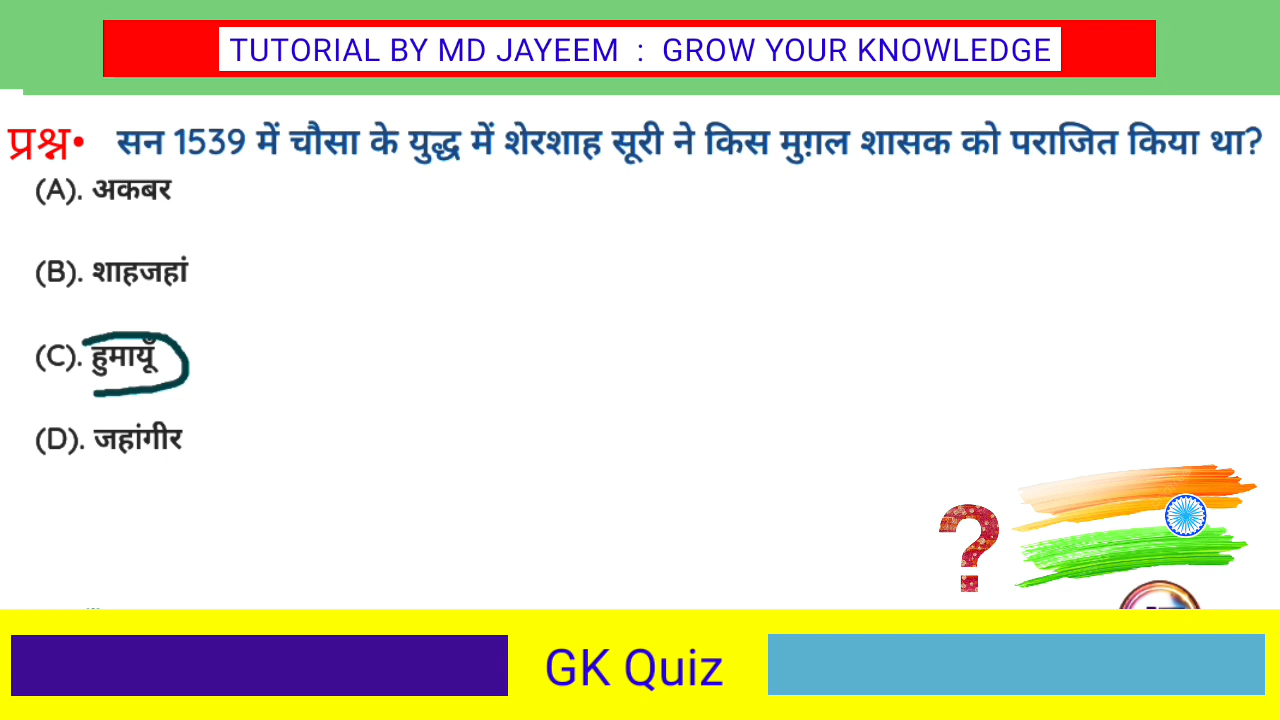 TUTORIAL BY MD JAYEEM : GROW YOUR KNOWLEDGE
प्रश्न• सन 1539 में चौसा के युद्ध में शेरशाह सूरी ने किस मुग़ल शासक को पराजित किया था?
(A). अकबर
(B). शाहजहां
(C). हुमायूँ
(D). जहांगीर
GK Quiz